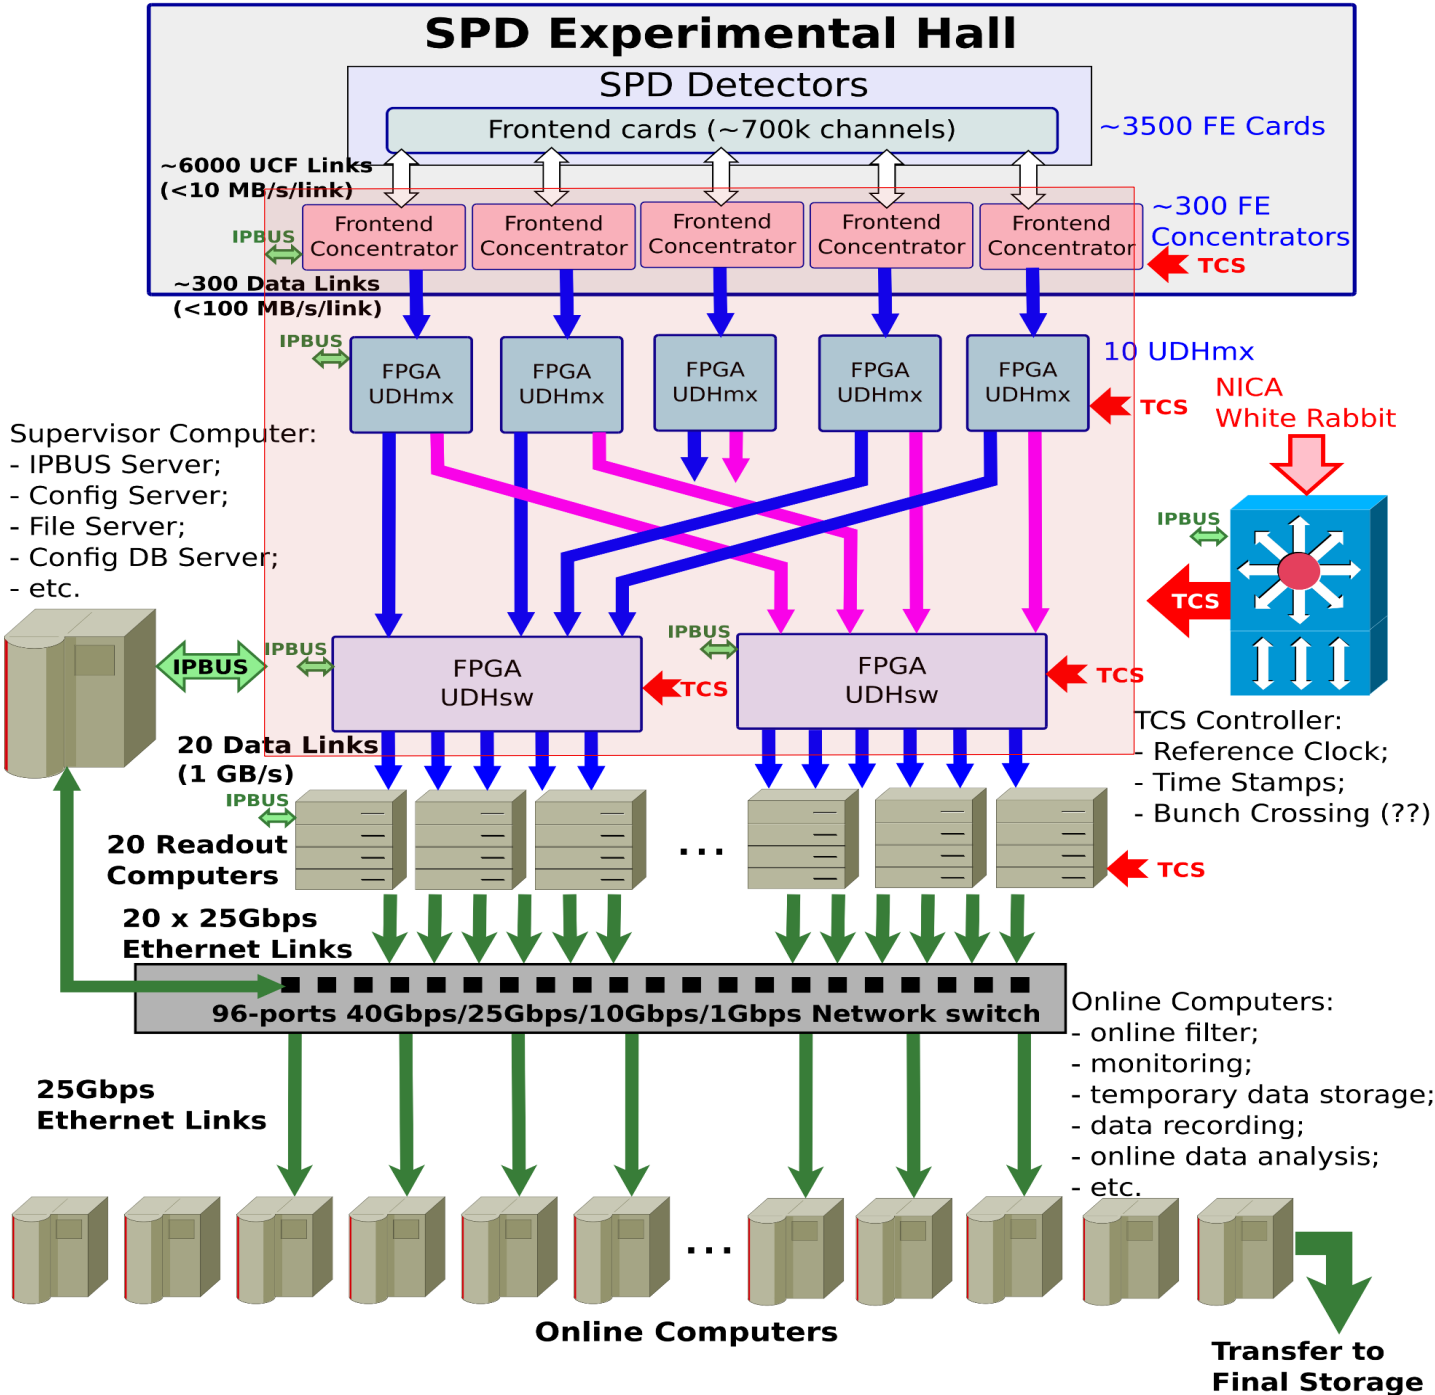 SPD Experimental Hall
SPD Detectors
Frontend cards (~700k channels)
~3500 FE Cards
~6000 UCF Links
(<10 MB/s/link)
Frontend
Concentrator
Frontend
Concentrator
Frontend
Concentrator
Frontend
Concentrator
Frontend
Concentrator
~300 FE
Concentrators
IPBUS
TCS
~300 Data Links
(<100 MB/s/link)
IPBUS
FPGA
UDHmx
FPGA
UDHmx
FPGA
UDHmx
FPGA
UDHmx
FPGA
UDHmx
10 UDHmx
TCS
NICA
White Rabbit
Supervisor Computer:
- IPBUS Server;
- Config Server;
- File Server;
- Config DB Server;
- etc.
IPBUS
TCS
IPBUS
IPBUS
FPGA
UDHsw
TCS
IPBUS
FPGA
UDHsw
TCS
TCS Controller:
- Reference Clock;
- Time Stamps;
- Bunch Crossing (??)
20 Data Links
(1 GB/s)
IPBUS
20 Readout
Computers
...
TCS
20 x 25Gbps
Ethernet Links
96-ports 40Gbps/25Gbps/10Gbps/1Gbps Network switch
Online Computers:
- online filter;
- monitoring;
- temporary data storage;
- data recording;
- online data analysis;
- etc.
25Gbps
Ethernet Links
...
Online Computers
Transfer to
Final Storage